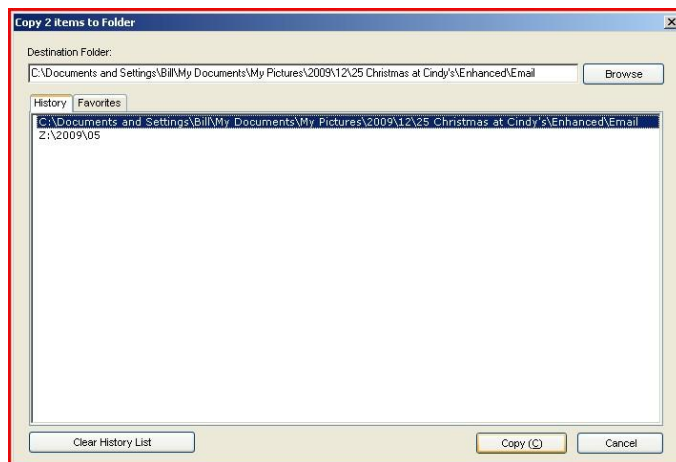 Copy 2 items to Folder
Destination Folder:
C:\Documents and Settings\Bill\My Documents\My Pictures\2009\12\25 Christmas at Cindy's\Enhanced\Email
Browse
History Favorites
C:\Documents and Settings\Bill\My Documents\My Pictures\2009\12\25 Christmas at Cindy's\Enhanced\Email
Z:\2009\05
Clear History List
Copy (C)
Cancel